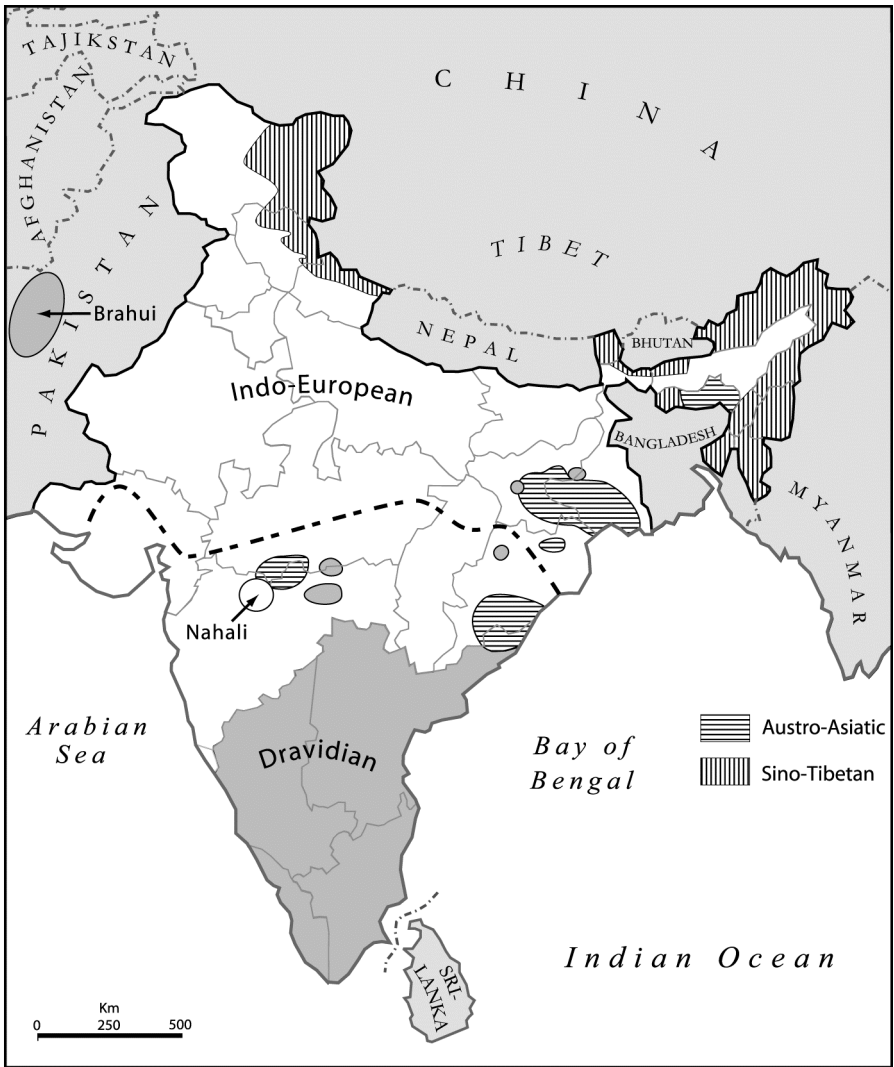 TAJIKSTAN
AFGHANISTAN
PAKISTAN
CHINA
TIBET
NEPAL
BHUTAN
BANGLADESH
MYANMAR
Brahui
Indo-European
Nahali
Dravidian
Arabian
Sea
Bay of
Bengal
Austro-Asiatic
Sino-Tibetan
Indian Ocean
SRI-
LANKA
Km
0 250 500